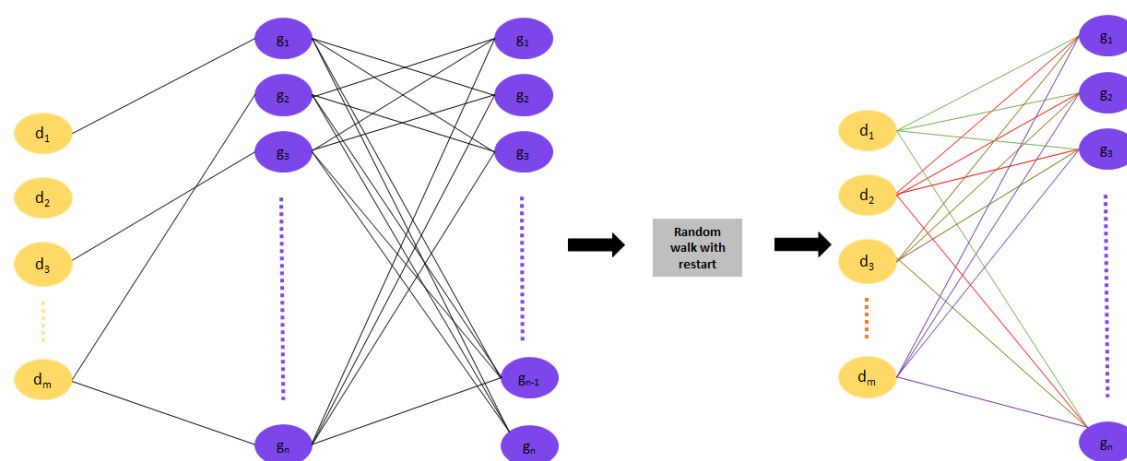 d₁
d₂
d₃
dₘ
g₁
g₂
g₃
gₙ
g₁
g₂
g₃
gₙ₋₁
gₙ
Random
walk with
restart
d₁
d₂
d₃
dₘ
g₁
g₂
g₃
gₙ